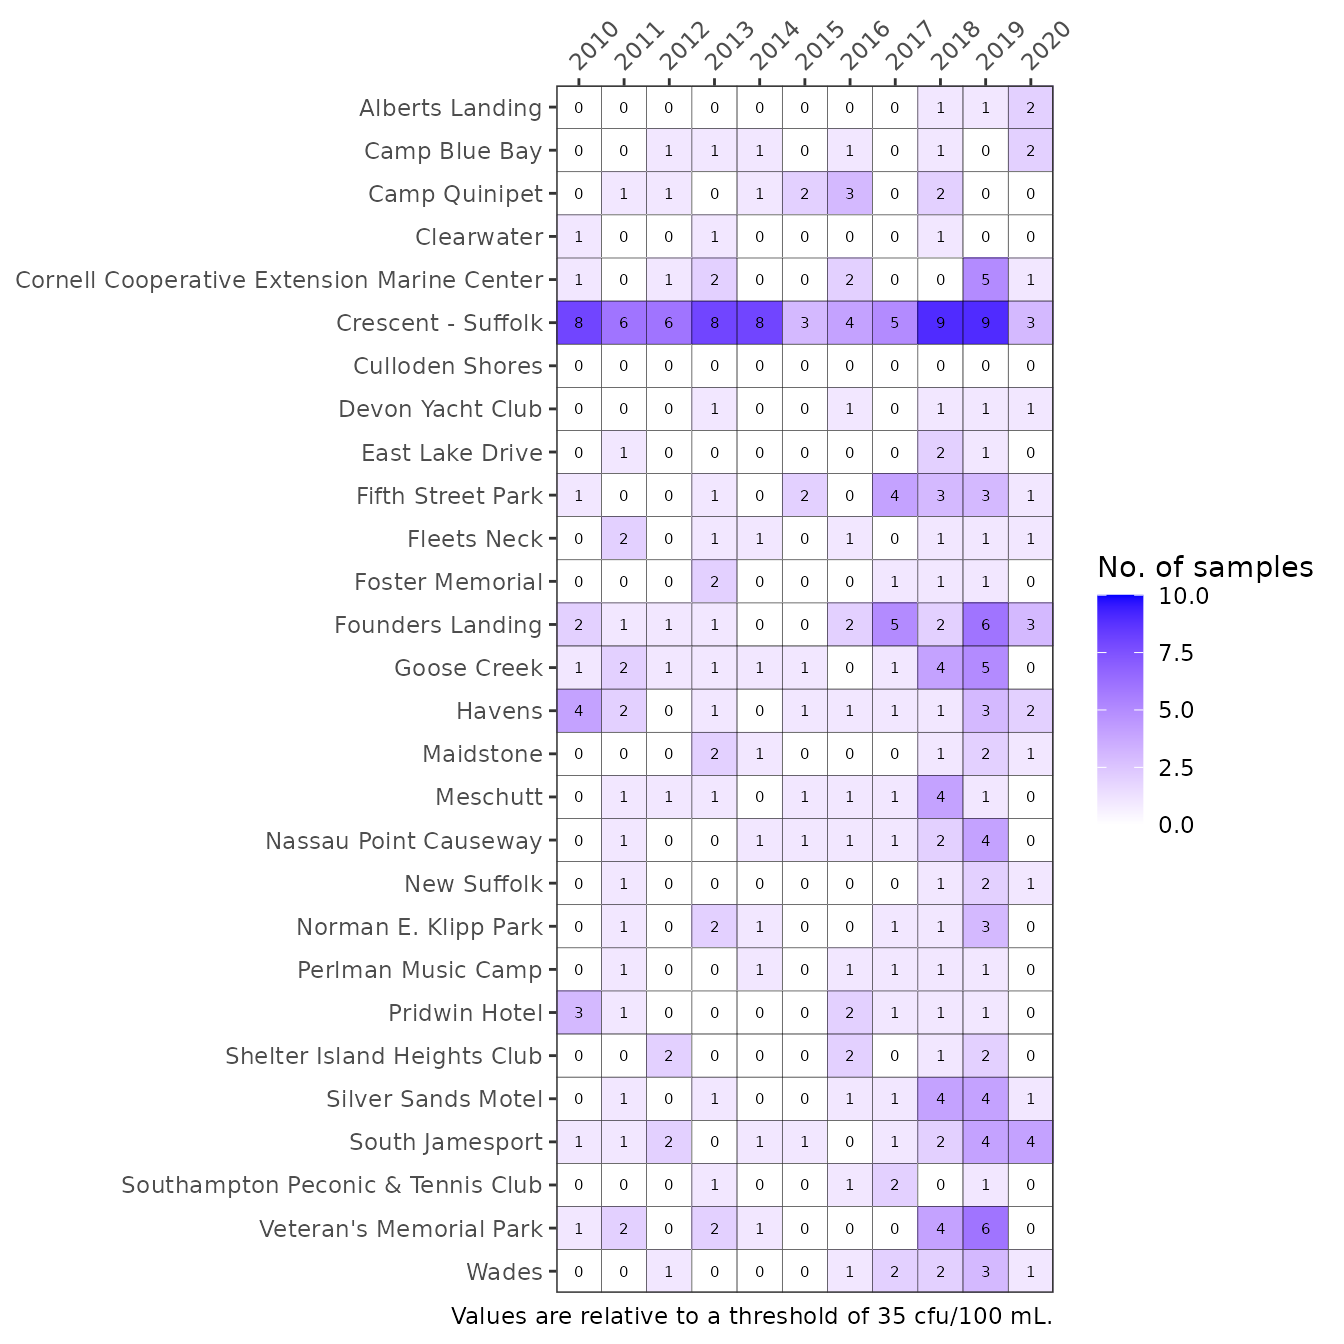 2010 2011 2012 2013 2014 2015 2016 2017 2018 2019 2020
Alberts Landing 0 0 0 0 0 0 0 0 1 1 2
Camp Blue Bay 0 0 1 1 1 0 1 0 1 0 2
Camp Quinipet 0 1 1 0 1 2 3 0 2 0 0
Clearwater 1 0 0 1 0 0 0 0 1 0 0
Cornell Cooperative Extension Marine Center 1 0 1 2 0 0 2 0 0 5 1
Crescent - Suffolk 8 6 6 8 8 3 4 5 9 9 3
Culloden Shores 0 0 0 0 0 0 0 0 0 0 0
Devon Yacht Club 0 0 0 1 0 0 1 0 1 1 1
East Lake Drive 0 1 0 0 0 0 0 0 2 1 0
Fifth Street Park 1 0 0 1 0 2 0 4 3 3 1
Fleets Neck 0 2 0 1 1 0 1 0 1 1 1
Foster Memorial 0 0 0 2 0 0 0 1 1 1 0
Founders Landing 2 1 1 1 0 0 2 5 2 6 3
Goose Creek 1 2 1 1 1 1 0 1 4 5 0
Havens 4 2 0 1 0 1 1 1 1 3 2
Maidstone 0 0 0 2 1 0 0 0 1 2 1
Meschutt 0 1 1 1 0 1 1 1 4 1 0
Nassau Point Causeway 0 1 0 0 1 1 1 1 2 4 0
New Suffolk 0 1 0 0 0 0 0 0 1 2 1
Norman E. Klipp Park 0 1 0 2 1 0 0 1 1 3 0
Perlman Music Camp 0 1 0 0 1 0 1 1 1 1 0
Pridwin Hotel 3 1 0 0 0 0 2 1 1 1 0
Shelter Island Heights Club 0 0 2 0 0 0 2 0 1 2 0
Silver Sands Motel 0 1 0 1 0 0 1 1 4 4 1
South Jamesport 1 1 2 0 1 1 0 1 2 4 4
Southampton Peconic & Tennis Club 0 0 0 1 0 0 1 2 0 1 0
Veteran's Memorial Park 1 2 0 2 1 0 0 0 4 6 0
Wades 0 0 1 0 0 0 1 2 2 3 1
Values are relative to a threshold of 35 cfu/100 mL.
No. of samples
10.0
7.5
5.0
2.5
0.0